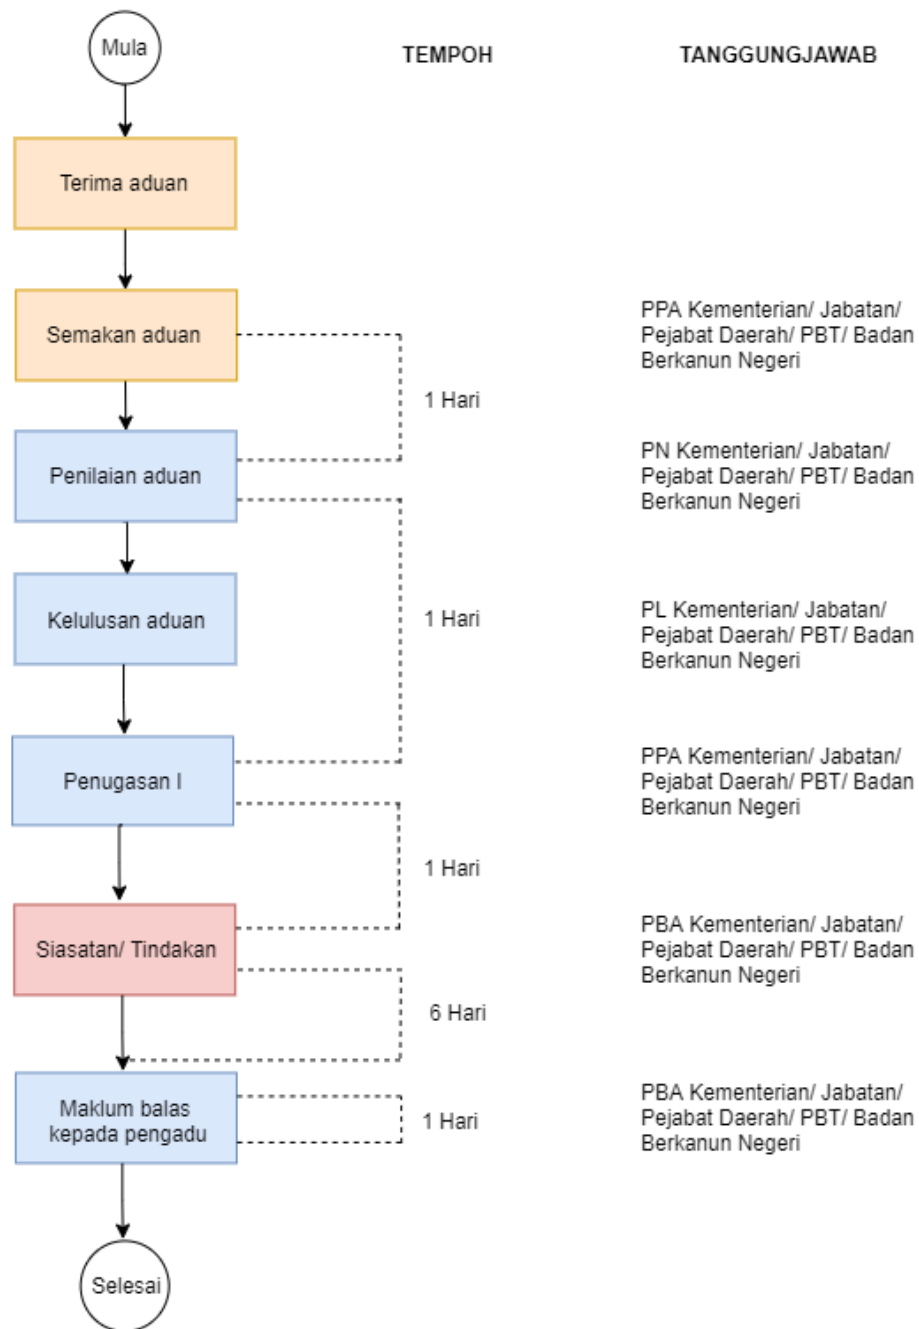 Mula
TEMPOH
TANGGUNGJAWAB
Terima aduan
Semakan aduan
PPA Kementerian/ Jabatan/
Pejabat Daerah/ PBT/ Badan
Berkanun Negeri
1 Hari
Penilaian aduan
PN Kementerian/ Jabatan/
Pejabat Daerah/ PBT/ Badan
Berkanun Negeri
Kelulusan aduan
1 Hari
PL Kementerian/ Jabatan/
Pejabat Daerah/ PBT/ Badan
Berkanun Negeri
Penugasan I
PPA Kementerian/ Jabatan/
Pejabat Daerah/ PBT/ Badan
Berkanun Negeri
1 Hari
Siasatan/ Tindakan
PBA Kementerian/ Jabatan/
Pejabat Daerah/ PBT/ Badan
Berkanun Negeri
6 Hari
Maklum balas
kepada pengadu
1 Hari
PBA Kementerian/ Jabatan/
Pejabat Daerah/ PBT/ Badan
Berkanun Negeri
Selesai